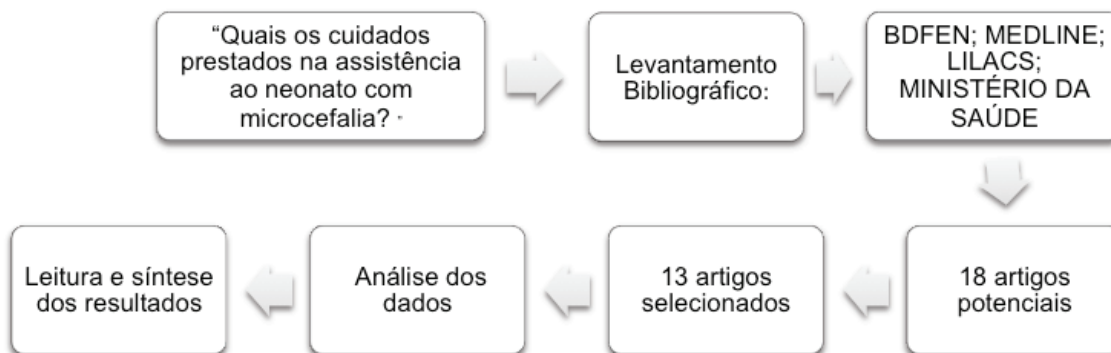 “Quais os cuidados
prestados na assistência
ao neonato com
microcefalia? "
Levantamento
Bibliográfico:
BDFEN; MEDLINE;
LILACS;
MINISTÉRIO DA
SAÚDE
18 artigos
potenciais
13 artigos
selecionados
Análise dos
dados
Leitura e síntese
dos resultados